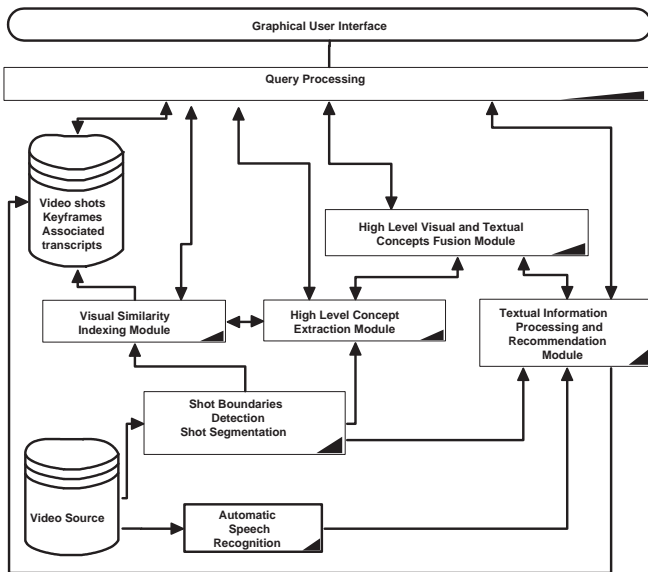 Graphical User Interface
Query Processing
Video shots
Keyframes
Associated
transcripts
High Level Visual and Textual
Concepts Fusion Module
Visual Similarity
Indexing Module
High Level Concept
Extraction Module
Textual Information
Processing and
Recommendation
Module
Shot Boundaries
Detection
Shot Segmentation
Video Source
Automatic
Speech
Recognition